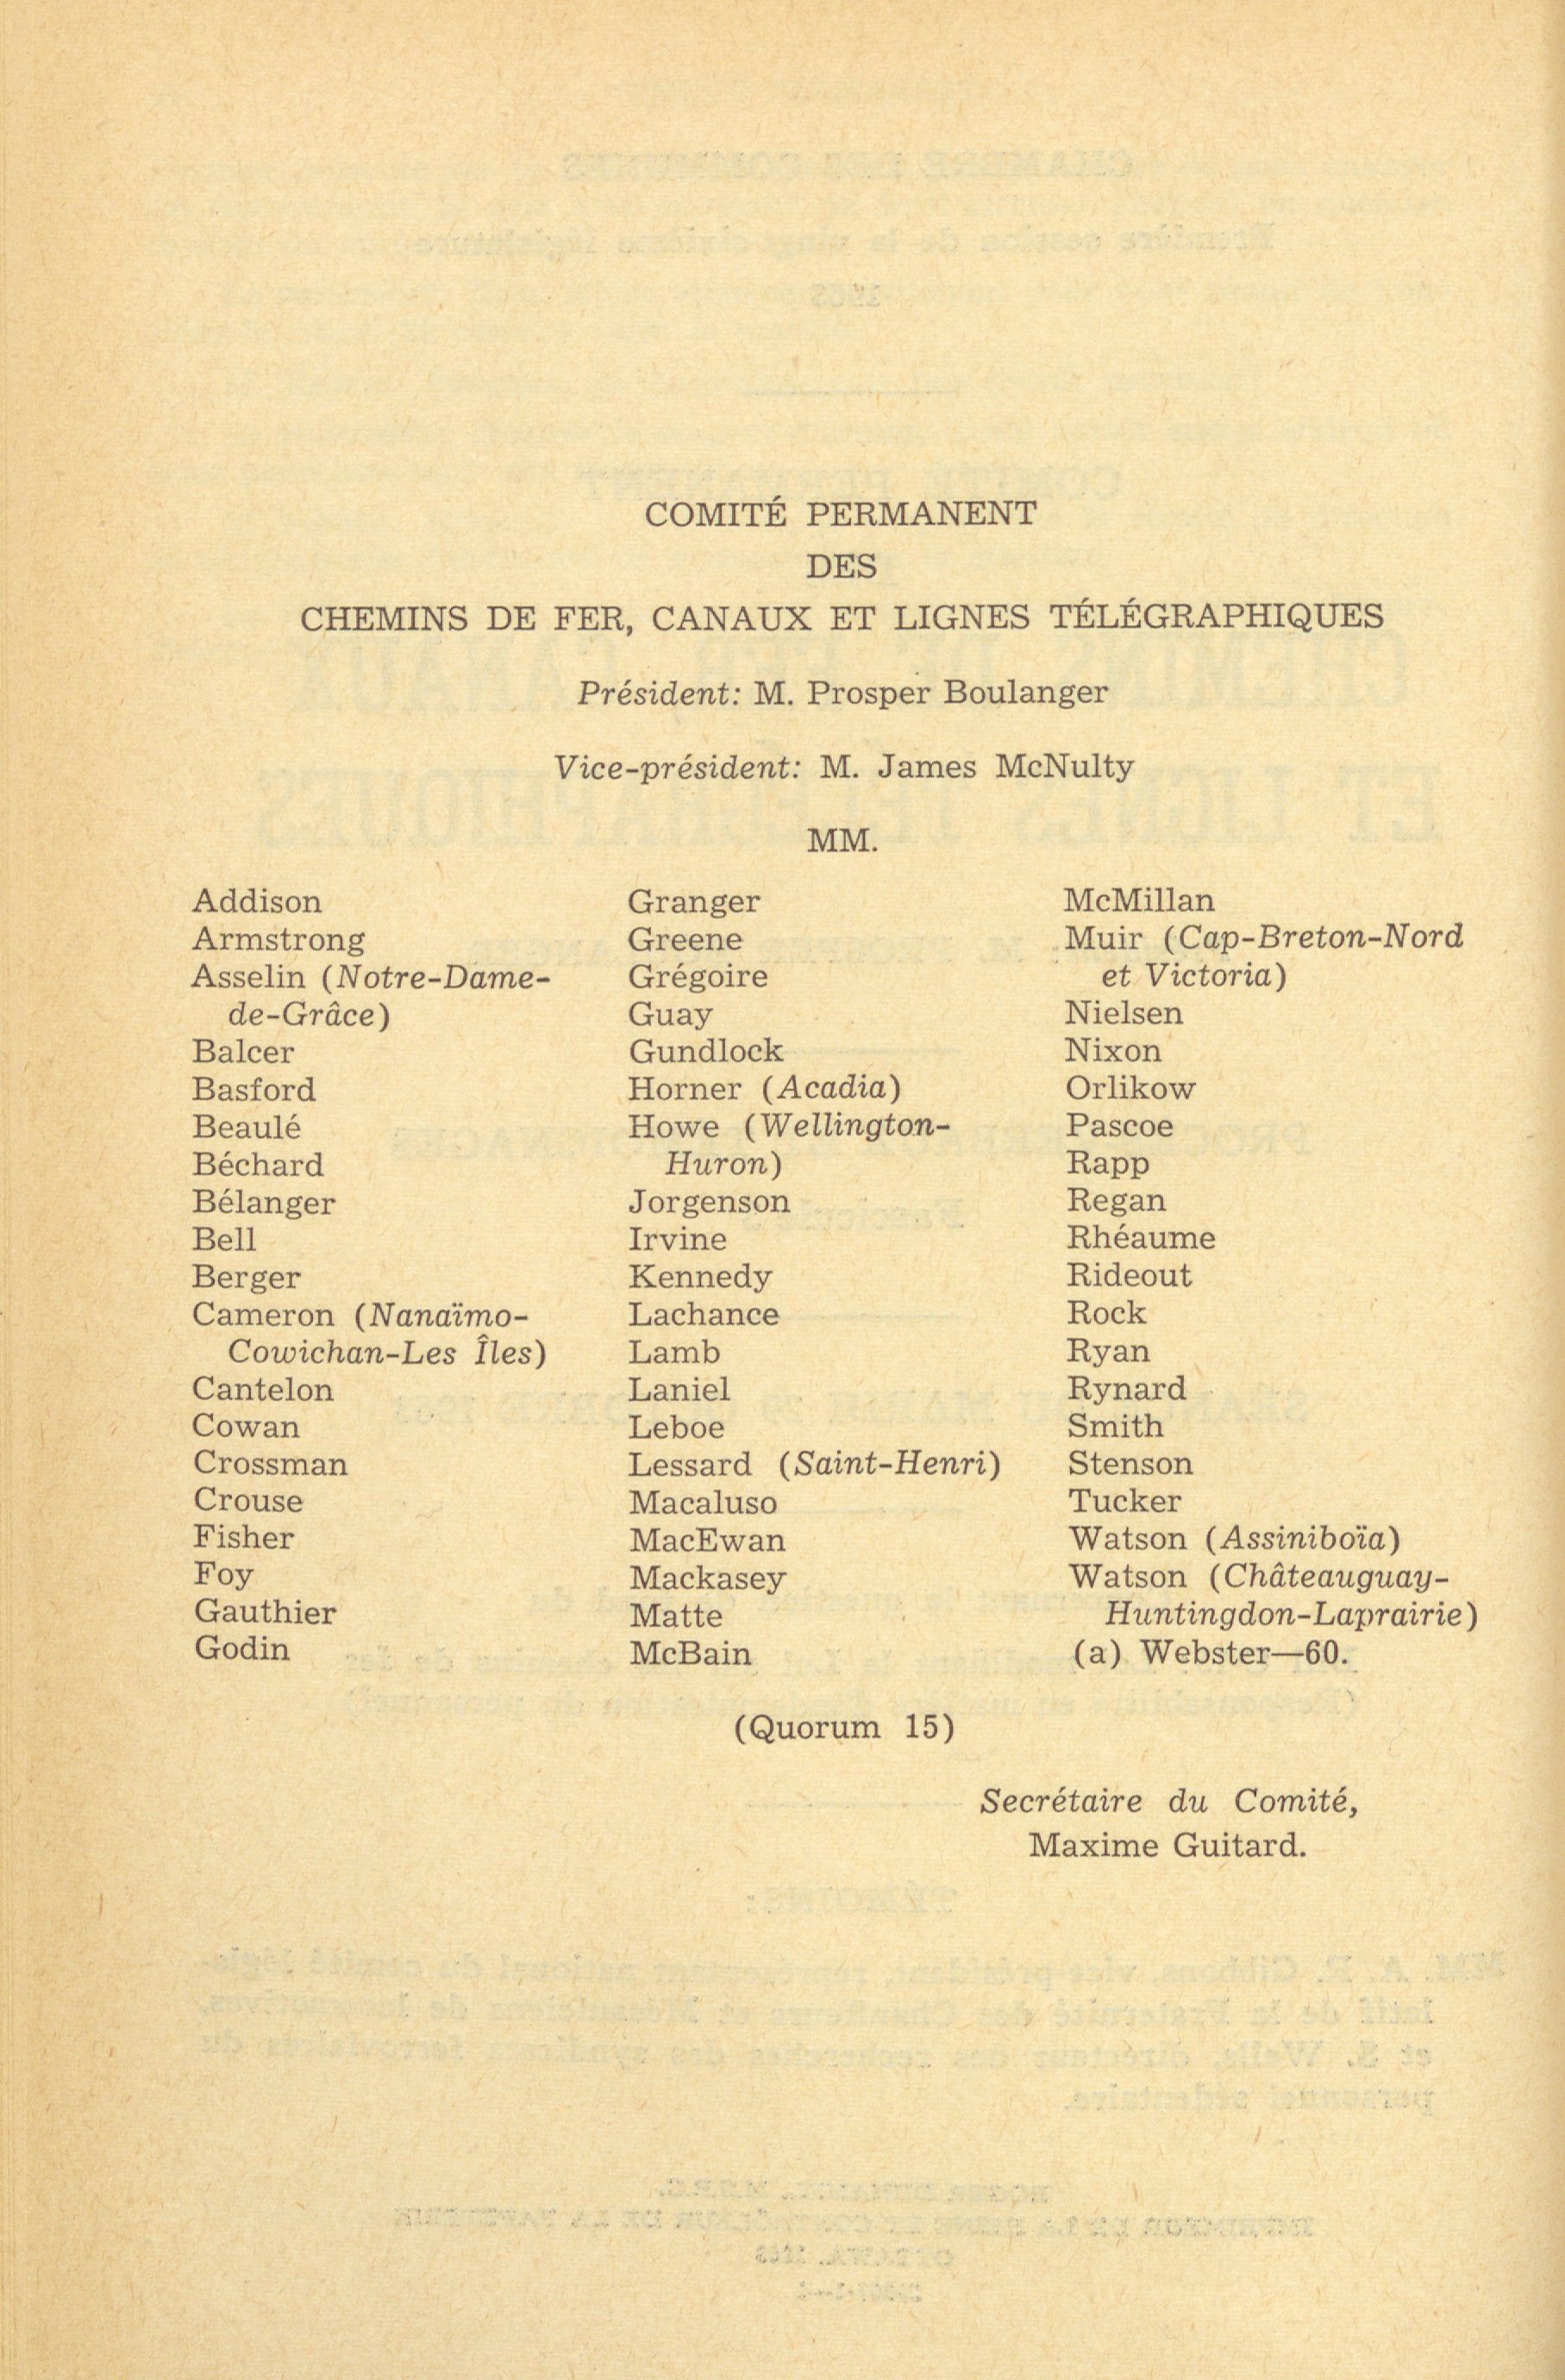 COMITÉ PERMANENT
DES
CHEMINS DE FER, CANAUX ET LIGNES TÉLÉGRAPHIQUES
Président: M. Prosper Boulanger
Vice-président: M. James McNulty
MM.
Addison
Armstrong
Asselin (Notre-Dame-
de-Grâce)
Balcer
Basford
Beaulé
Béchard
Bélanger
Bell
Berger
Cameron (Nanaïmo-
Cowichan-Les Îles)
Cantelon
Cowan
Crossman
Crouse
Fisher
Foy
Gauthier
Godin
Granger
Greene
Grégoire
Guay
Gundlock
Horner (Acadia)
Howe (Wellington-
Huron)
Jorgenson
Irvine
Kennedy
Lachance
Lamb
Laniel
Leboe
Lessard (Saint-Henri)
Macaluso
MacEwan
Mackasey
Matte
McBain
McMillan
Muir (Cap-Breton-Nord
et Victoria)
Nielsen
Nixon
Orlikow
Pascoe
Rapp
Regan
Rhéaume
Rideout
Rock
Ryan
Rynard
Smith
Stenson
Tucker
Watson (Assiniboïa)
Watson (Châteauguay-
Huntingdon-Laprairie)
(a) Webster—60.
(Quorum 15)
Secrétaire du Comité,
Maxime Guitard.